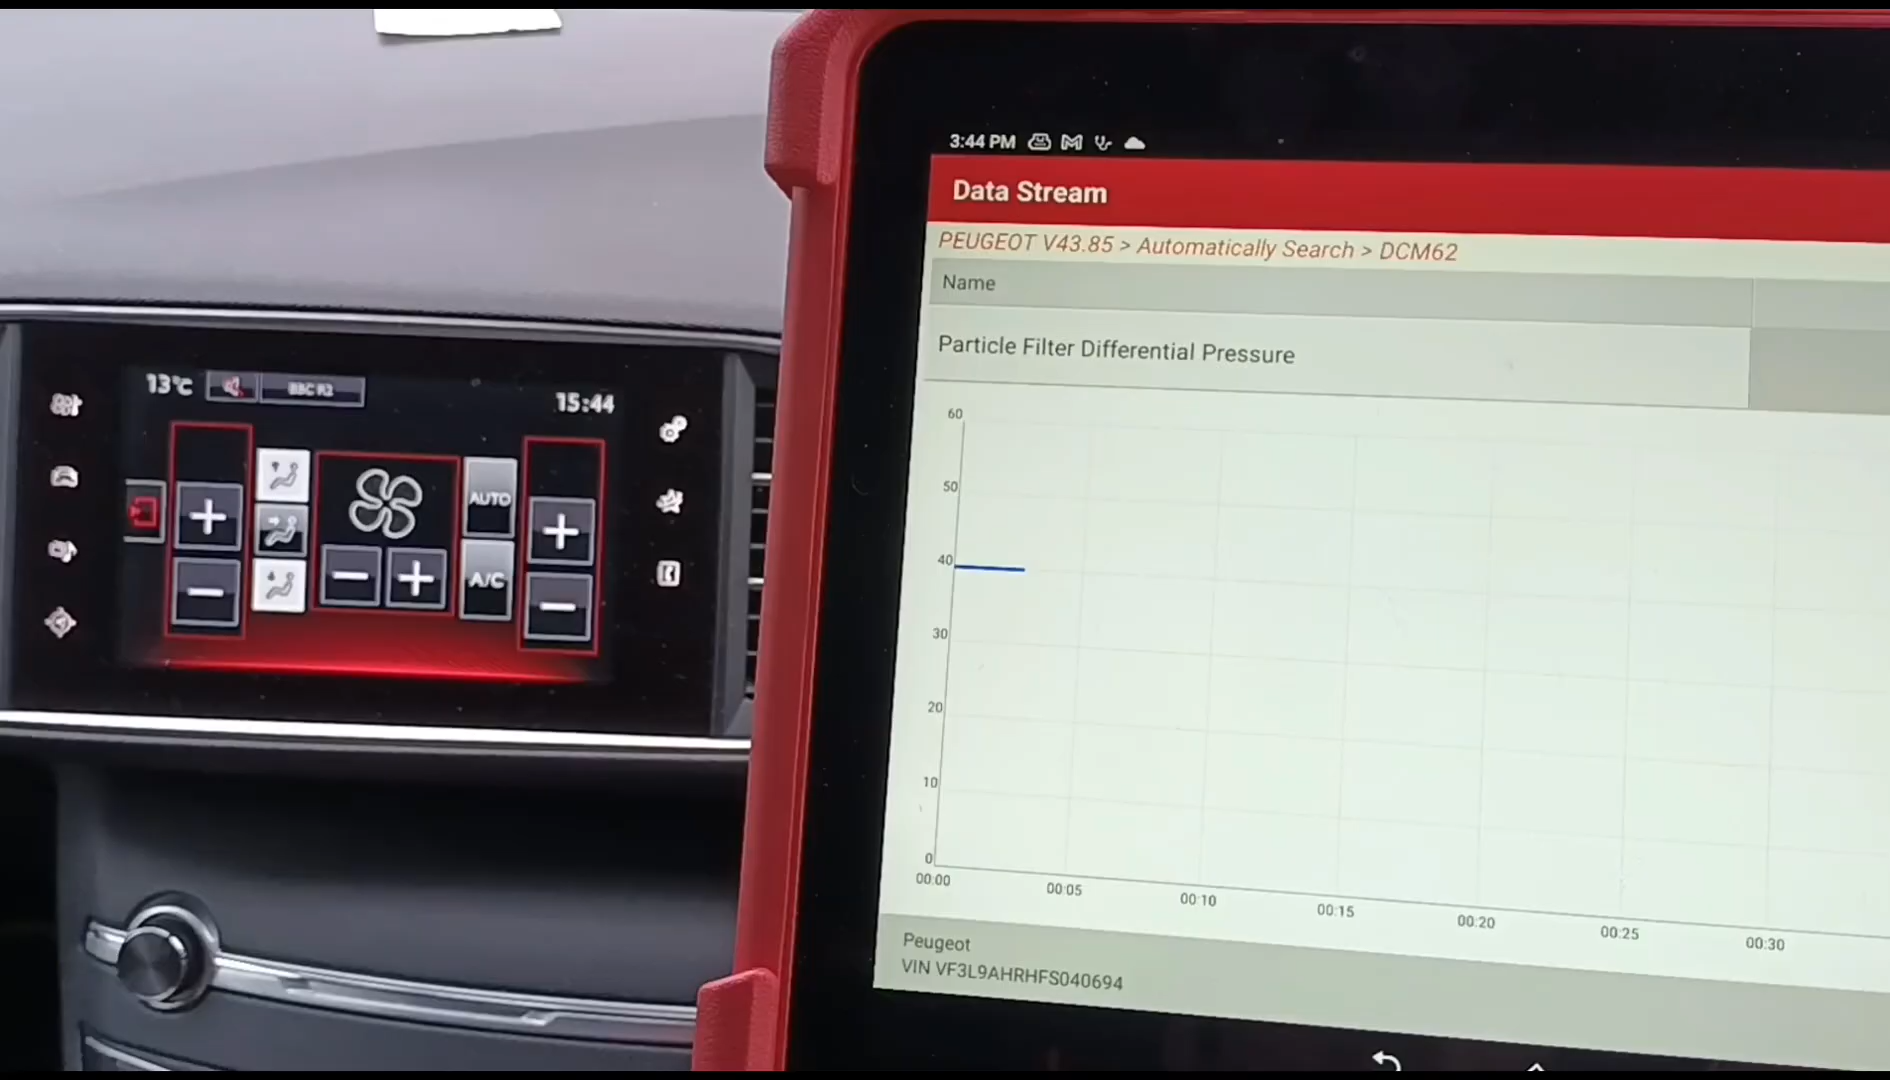 13°C
BBC R2
15:44
AUTO
A/C
3:44 PM
Data Stream
PEUGEOT V43.85 > Automatically Search > DCM62
Name
Particle Filter Differential Pressure
60
50
40
30
20
10
0
00:00 00:05 00:10 00:15 00:20 00:25 00:30
Peugeot
VIN VF3L9AHRHFS040694